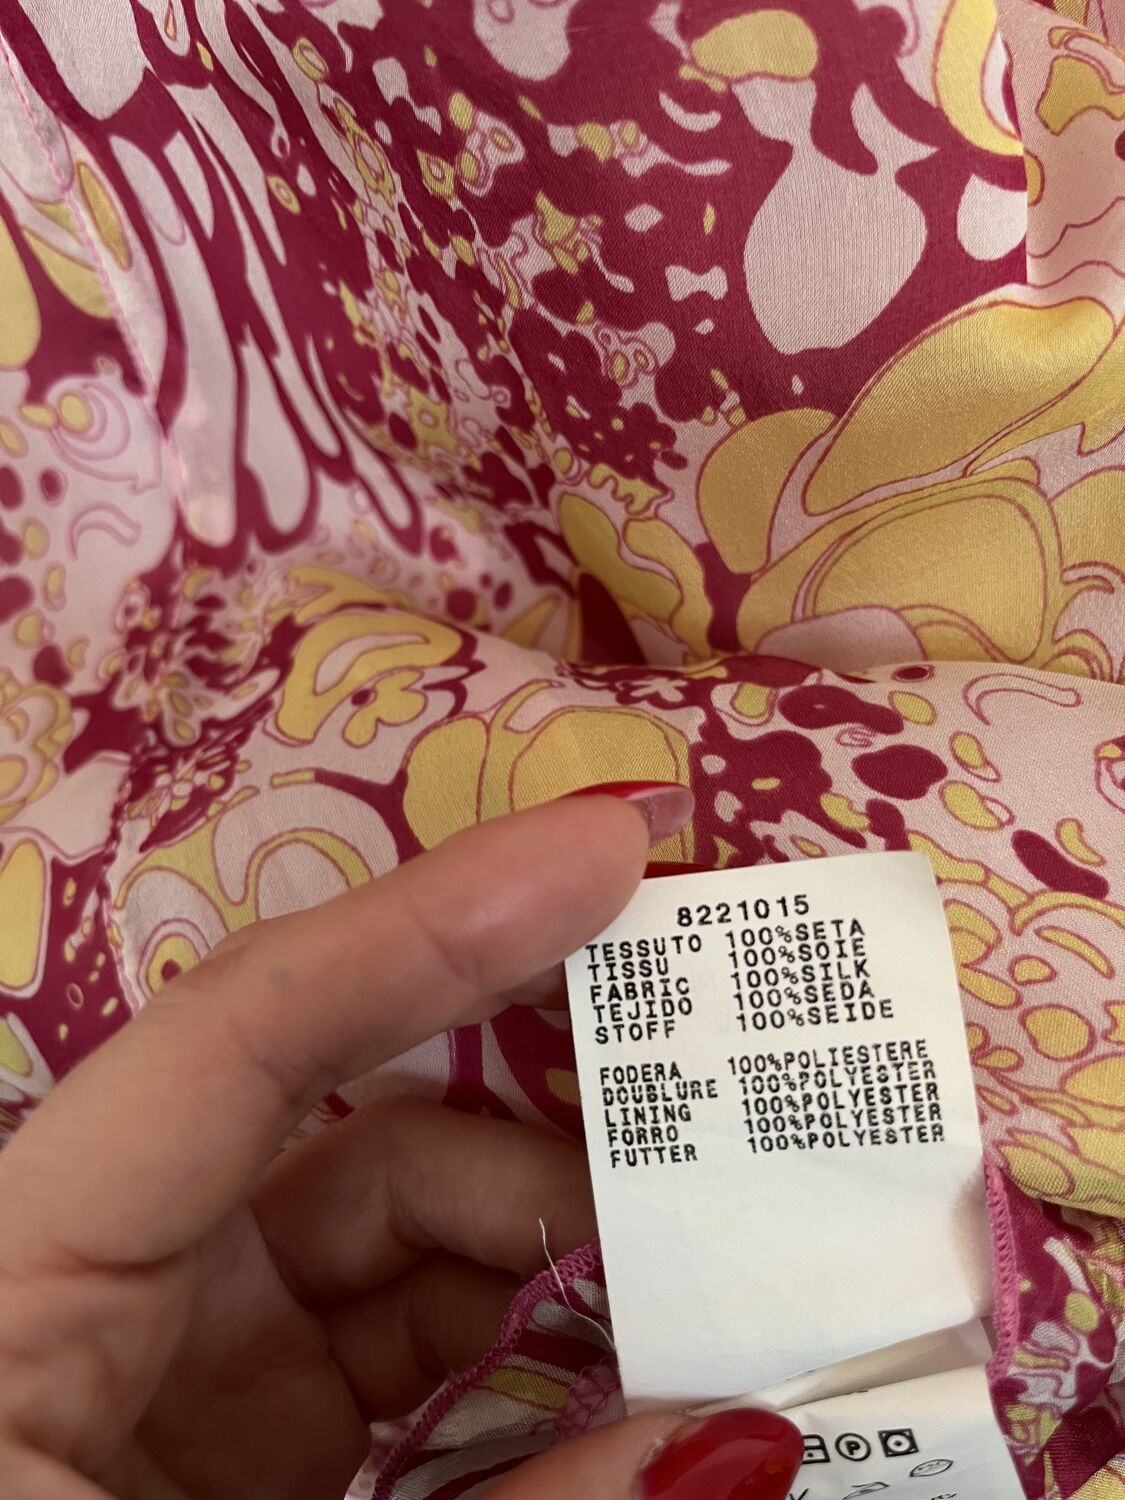 8221015
TESSUTO 100%SETA
TISSU 100%SOIE
FABRIC 100%SILK
TEJIDO 100%SEDA
STOFF 100%SEIDE
FODERA 100%POLIESTERE
DOUBLURE 100%POLYESTER
LINING 100%POLYESTER
FORRO 100%POLYESTER
FUTTER 100%POLYESTER
P